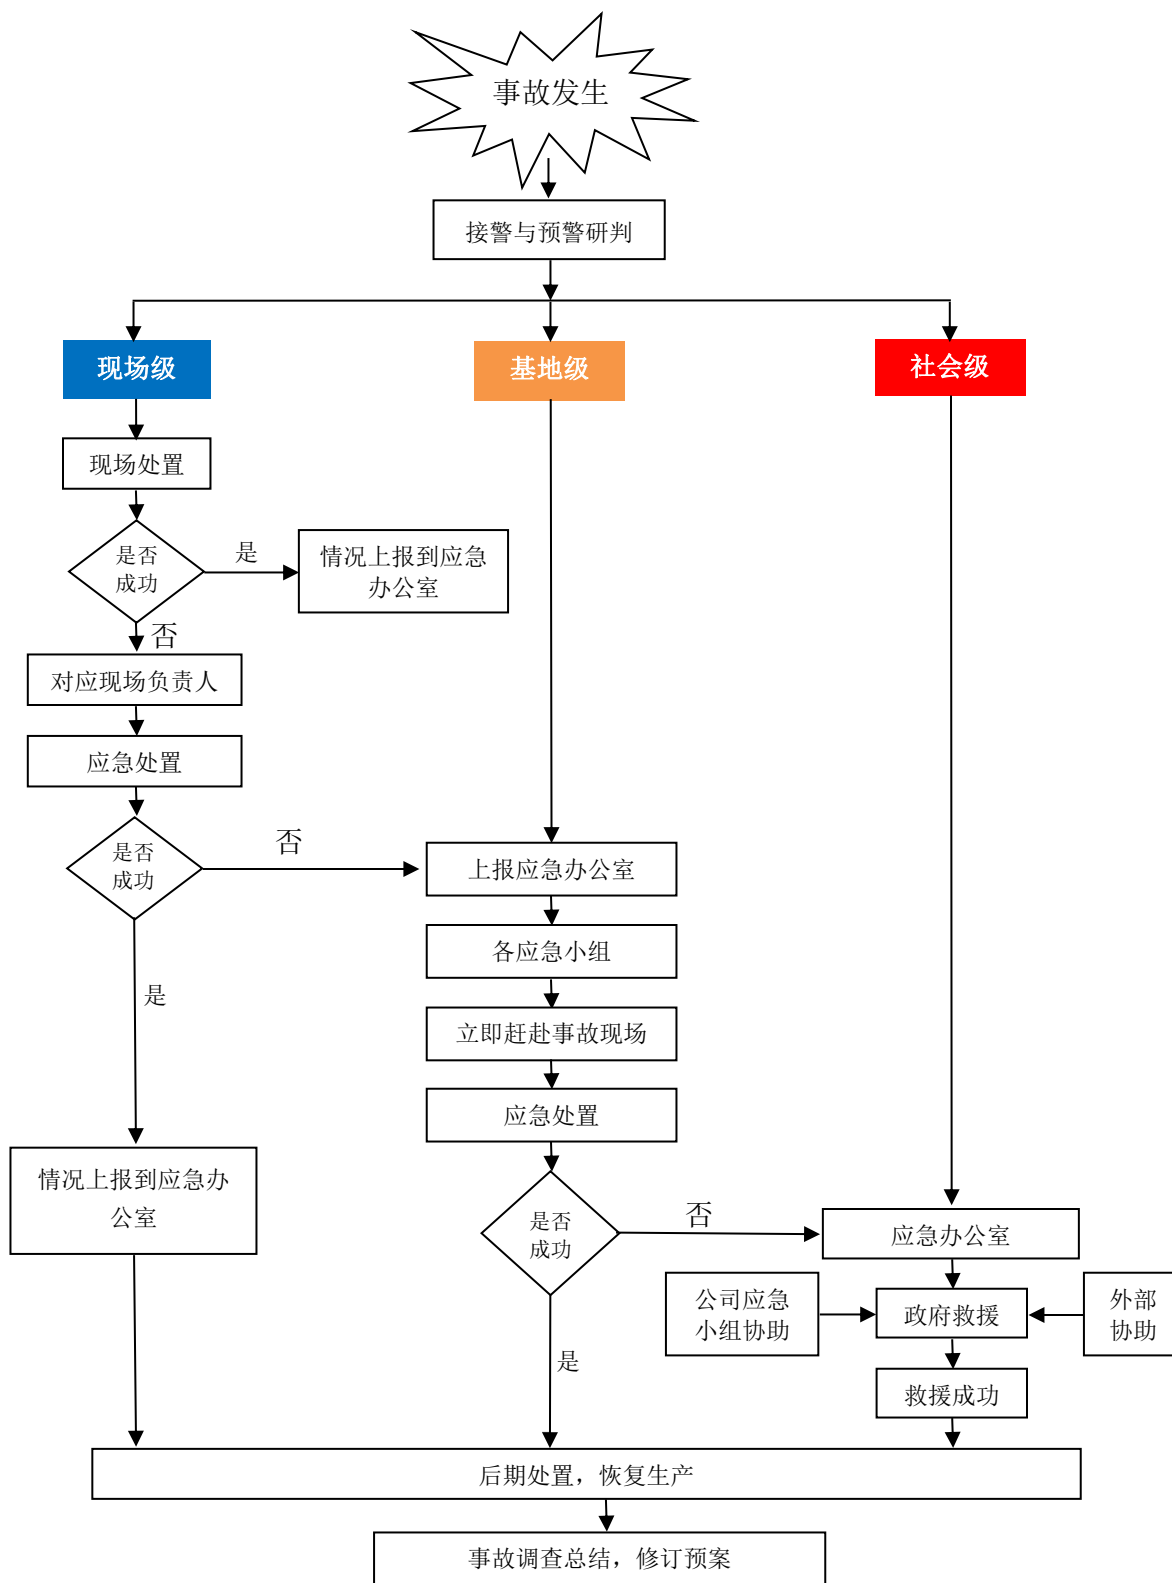 事故发生
接警与预警研判
现场级
基地级
社会级
现场处置
是否
成功
是
情况上报到应急
办公室
否
对应现场负责人
应急处置
是否
成功
否
上报应急办公室
各应急小组
是
立即赶赴事故现场
应急处置
情况上报到应急办
公室
是否
成功
否
应急办公室
公司应急
小组协助
政府救援
外部
协助
是
救援成功
后期处置，恢复生产
事故调查总结，修订预案